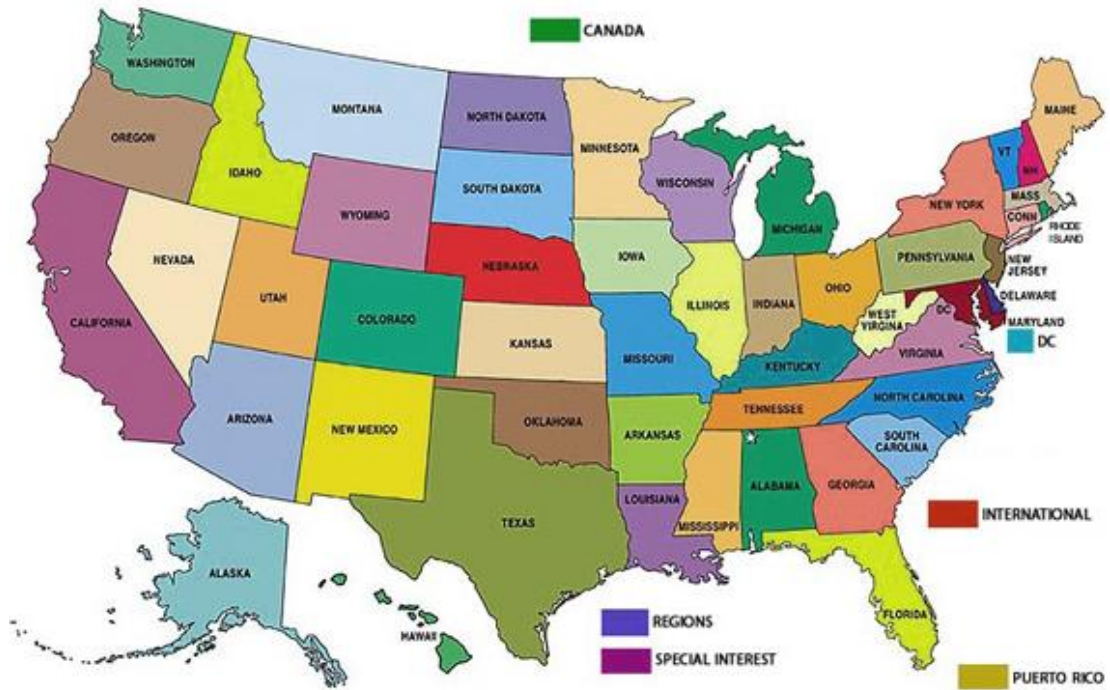 CANADA
WASHINGTON
MONTANA
NORTH DAKOTA
MINNESOTA
MAINE
OREGON
IDAHO
VT
NH
SOUTH DAKOTA
WISCONSIN
MASS
WYOMING
NEW YORK
CONN
RHODE
ISLAND
MICHIGAN
NEVADA
NEBRASKA
IOWA
PENNSYLVANIA
NEW
JERSEY
UTAH
ILLINOIS
INDIANA
OHIO
DELAWARE
CALIFORNIA
COLORADO
KANSAS
MISSOURI
WEST
VIRGINA
DC
MARYLAND
DC
KENTUCKY
VIRGINIA
ARIZONA
NEW MEXICO
OKLAHOMA
TENNESSEE
NORTH CAROLINA
ARKANSAS
SOUTH
CAROLINA
TEXAS
LOUISIANA
MISSISSIPPI
ALABAMA
GEORGIA
INTERNATIONAL
ALASKA
HAWAII
FLORIDA
REGIONS
SPECIAL INTEREST
PUERTO RICO